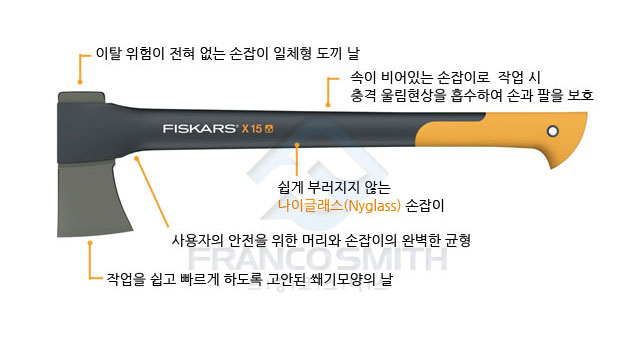 이탈 위험이 전혀 없는 손잡이 일체형 도끼 날
속이 비어있는 손잡이로 작업 시
충격 울림현상을 흡수하여 손과 팔을 보호
FISKARS® X15
쉽게 부러지지 않는
나이글래스(Nyglass) 손잡이
사용자의 안전을 위한 머리와 손잡이의 완벽한 균형
FRANCOSMITH
작업을 쉽고 빠르게 하도록 고안된 쐐기모양의 날